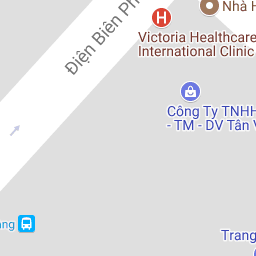 Nhà H
Điện Biên Ph
H
Victoria Healthcare
International Clinic
Công Ty TNHH
- TM - DV Tân V
ang
Trang